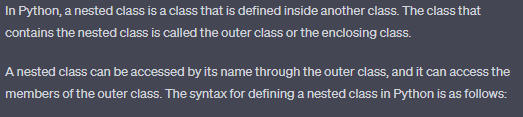 In Python, a nested class is a class that is defined inside another class. The class that
contains the nested class is called the outer class or the enclosing class.
A nested class can be accessed by its name through the outer class, and it can access the
members of the outer class. The syntax for defining a nested class in Python is as follows: